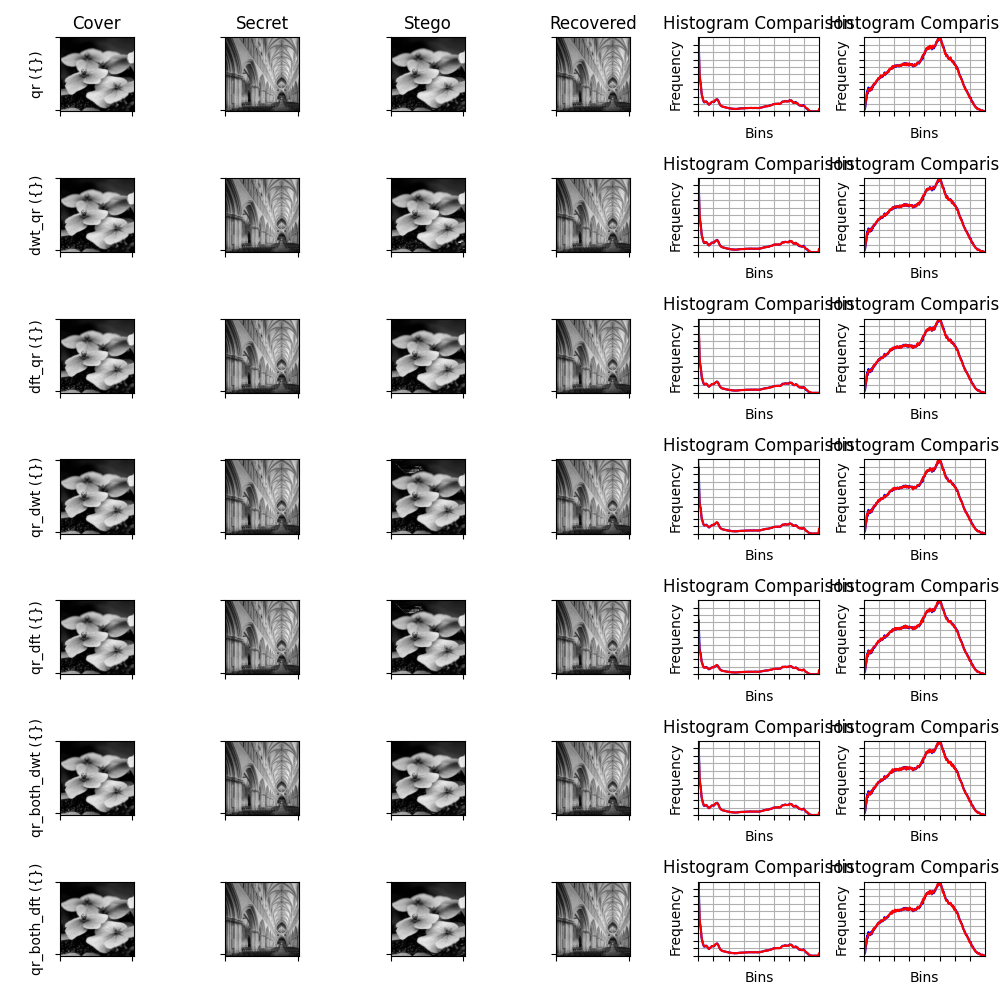 Cover Secret Stego Recovered Histogram Comparison Histogram Comparis
qr ({}) Frequency Frequency
Bins Bins
Histogram Comparison Histogram Comparis
dwt_qr ({}) Frequency Frequency
Bins Bins
Histogram Comparison Histogram Comparis
dft_qr ({}) Frequency Frequency
Bins Bins
Histogram Comparison Histogram Comparis
qr_dwt ({}) Frequency Frequency
Bins Bins
Histogram Comparison Histogram Comparis
qr_dft ({}) Frequency Frequency
Bins Bins
Histogram Comparison Histogram Comparis
qr_both_dwt ({}) Frequency Frequency
Bins Bins
Histogram Comparison Histogram Comparis
qr_both_dft ({}) Frequency Frequency
Bins Bins